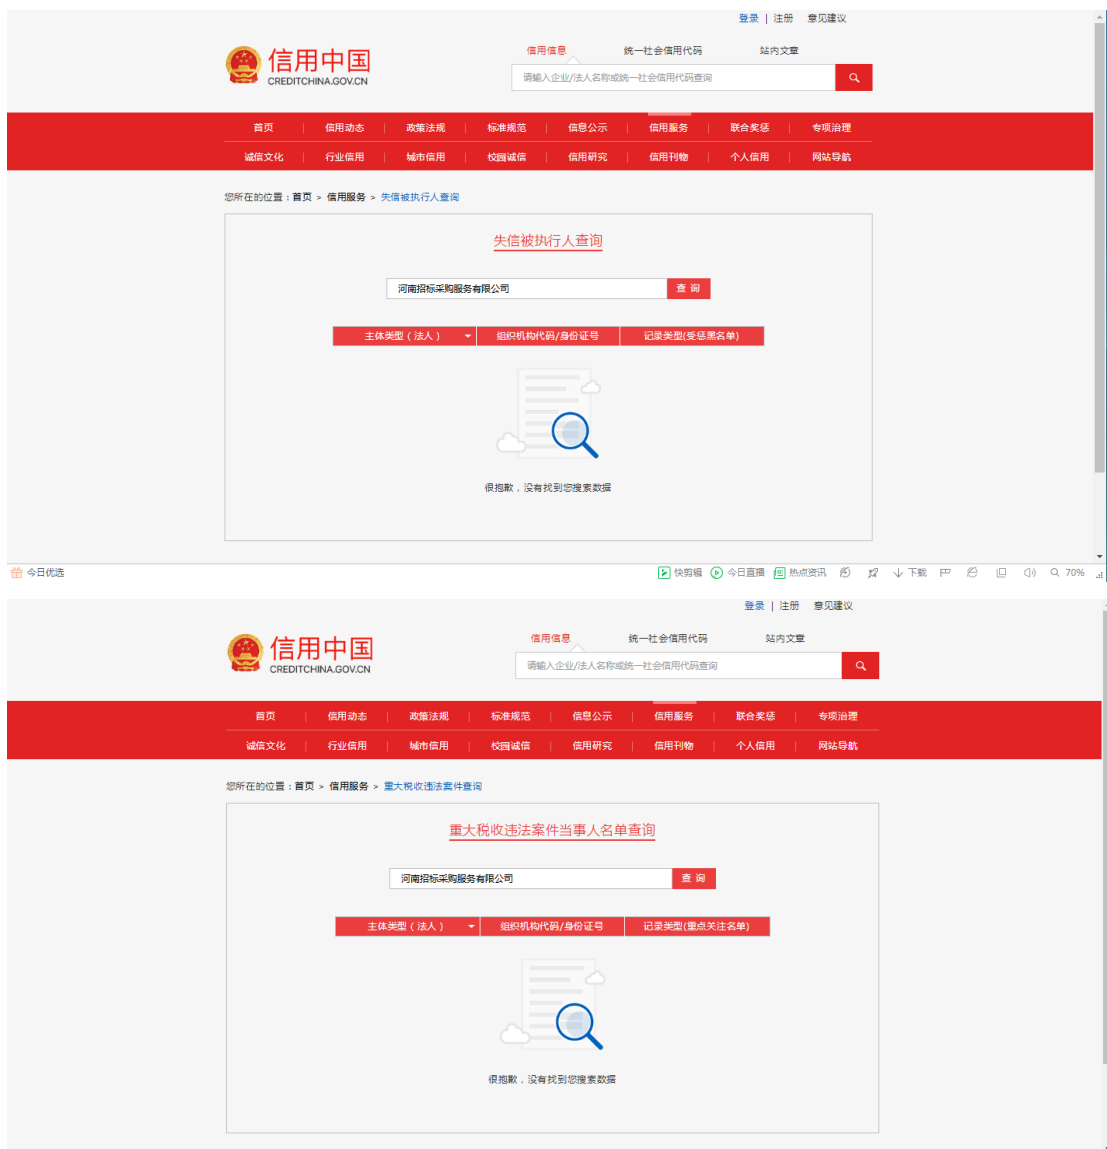 登录 | 注册 意见建议
信用信息 统一社会信用代码 站内文章
信用中国
CREDITCHINA.GOV.CN
请输入企业/法人名称或统一社会信用代码查询
首页 | 信用动态 | 政策法规 | 标准规范 | 信息公示 | 信用服务 | 联合奖惩 | 专项治理
诚信文化 | 行业信用 | 城市信用 | 校园诚信 | 信用研究 | 信用刊物 | 个人信用 | 网站导航
您所在的位置：首页 > 信用服务 > 失信被执行人查询
失信被执行人查询
河南招标采购服务有限公司 查 询
主体类型（法人） 组织机构代码/身份证号 记录类型(受惩黑名单)
很抱歉，没有找到您搜索数据
今日优选 快剪辑 今日直播 热点资讯 下载 70%
登录 | 注册 意见建议
信用信息 统一社会信用代码 站内文章
信用中国
CREDITCHINA.GOV.CN
请输入企业/法人名称或统一社会信用代码查询
首页 | 信用动态 | 政策法规 | 标准规范 | 信息公示 | 信用服务 | 联合奖惩 | 专项治理
诚信文化 | 行业信用 | 城市信用 | 校园诚信 | 信用研究 | 信用刊物 | 个人信用 | 网站导航
您所在的位置：首页 > 信用服务 > 重大税收违法案件查询
重大税收违法案件当事人名单查询
河南招标采购服务有限公司 查 询
主体类型（法人） 组织机构代码/身份证号 记录类型(重点关注名单)
很抱歉，没有找到您搜索数据